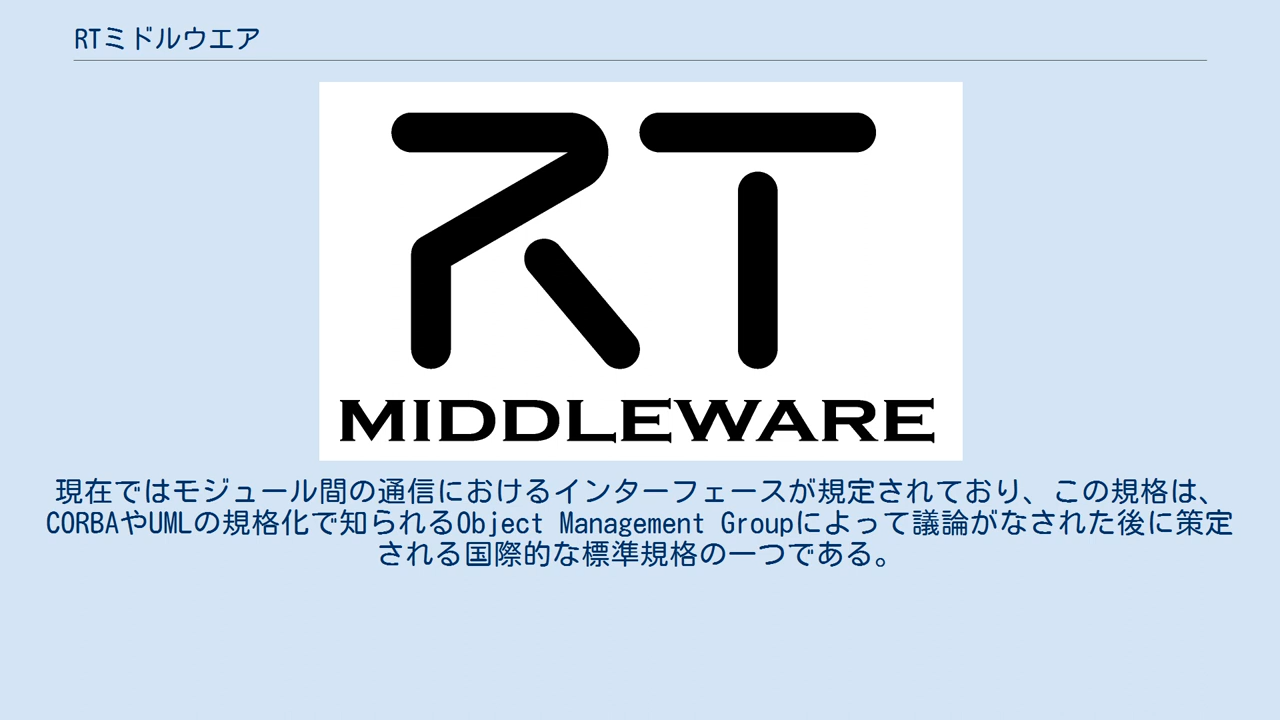 RTミドルウエア
RT
MIDDLEWARE
現在ではモジュール間の通信におけるインターフェースが規定されており、この規格は、
CORBAやUMLの規格化で知られるObject Management Groupによって議論がなされた後に策定
される国際的な標準規格の一つである。